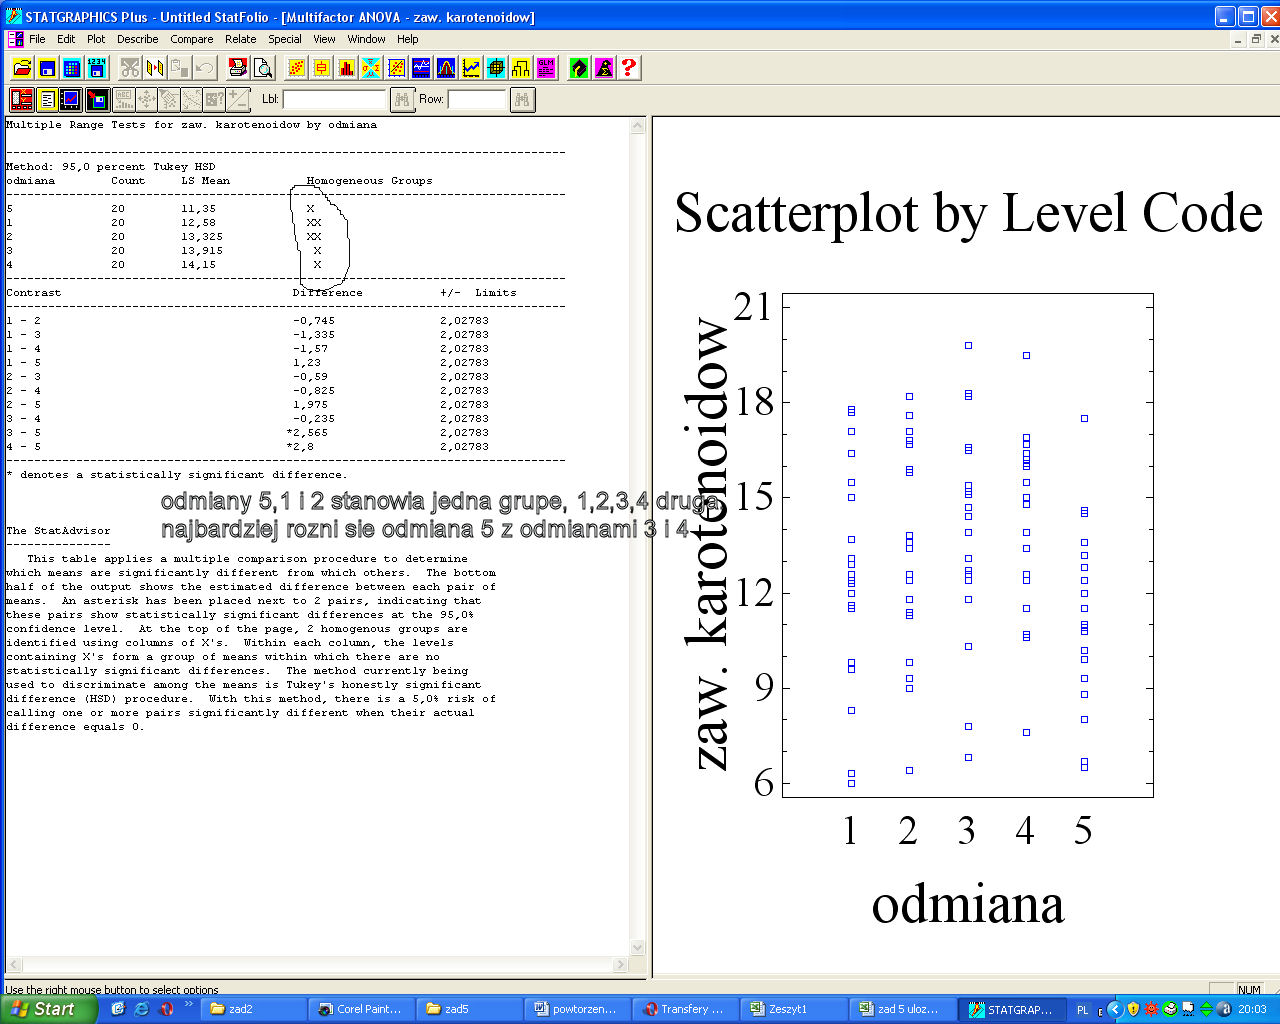 STATGRAPHICS Plus - Untitled StatFolio - [Multifactor ANOVA - zaw. karotenoidow]
File Edit Plot Describe Compare Relate Special View Window Help
Lbl: Row:
Multiple Range Tests for zaw. karotenoidow by odmiana
--------------------------------------------------------------------------------
Method: 95,0 percent Tukey HSD
odmiana Count LS Mean Homogeneous Groups
--------------------------------------------------------------------------------
5 20 11,35 X
1 20 12,58 XX
2 20 13,325 XX
3 20 13,915 X
4 20 14,15 X
--------------------------------------------------------------------------------
Contrast Difference +/- Limits
--------------------------------------------------------------------------------
1 - 2 -0,745 2,02783
1 - 3 -1,335 2,02783
1 - 4 -1,57 2,02783
1 - 5 1,23 2,02783
2 - 3 -0,59 2,02783
2 - 4 -0,825 2,02783
2 - 5 1,975 2,02783
3 - 4 -0,235 2,02783
3 - 5 *2,565 2,02783
4 - 5 *2,8 2,02783
--------------------------------------------------------------------------------
* denotes a statistically significant difference.
odmiany 5,1 i 2 stanowia jedna grupe, 1,2,3,4 druga.
najbardziej rozni sie odmiana 5 z odmianami 3 i 4
The StatAdvisor
---------------
This table applies a multiple comparison procedure to determine
which means are significantly different from which others. The bottom
half of the output shows the estimated difference between each pair of
means. An asterisk has been placed next to 2 pairs, indicating that
these pairs show statistically significant differences at the 95,0%
confidence level. At the top of the page, 2 homogenous groups are
identified using columns of X's. Within each column, the levels
containing X's form a group of means within which there are no
statistically significant differences. The method currently being
used to discriminate among the means is Tukey's honestly significant
difference (HSD) procedure. With this method, there is a 5,0% risk of
calling one or more pairs significantly different when their actual
difference equals 0.
Scatterplot by Level Code
zaw. karotenoidow
21
18
15
12
9
6
1 2 3 4 5
odmiana
Use the right mouse button to select options
NUM
Start zad2 Corel Paint... zad5 powtorzen... Transfery ... Zeszyt1 zad 5 uloz... STATGRAP... PL 20:03